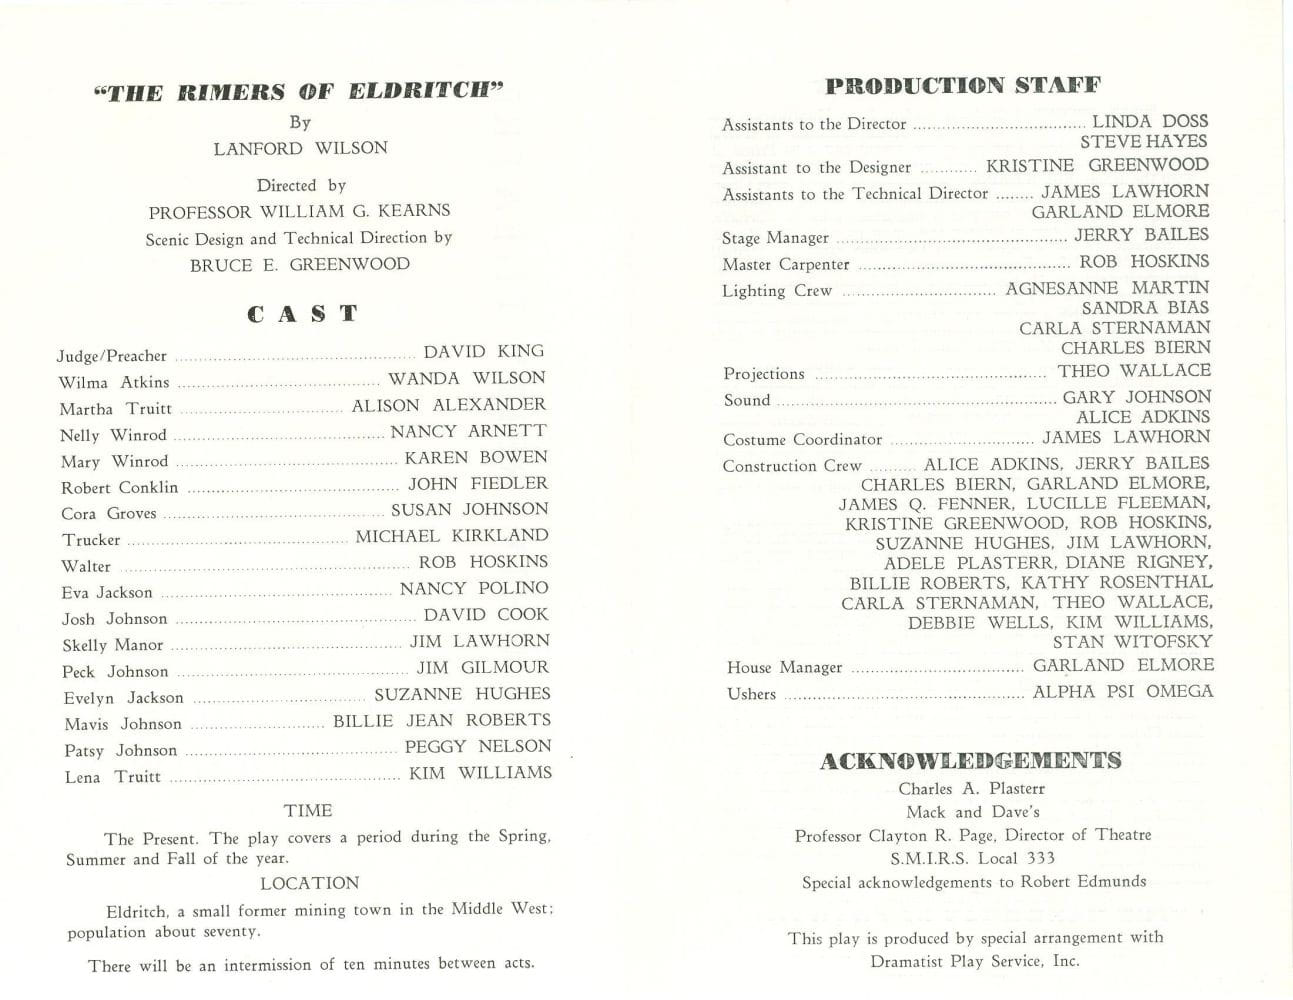 "THE RIMERS OF ELDRITCH"
By
LANFORD WILSON
Directed by
PROFESSOR WILLIAM G. KEARNS
Scenic Design and Technical Direction by
BRUCE E. GREENWOOD
CAST
Judge/Preacher ... DAVID KING
Wilma Atkins ... WANDA WILSON
Martha Truitt ... ALISON ALEXANDER
Nelly Winrod ... NANCY ARNETT
Mary Winrod ... KAREN BOWEN
Robert Conklin ... JOHN FIEDLER
Cora Groves ... SUSAN JOHNSON
Trucker ... MICHAEL KIRKLAND
Walter ... ROB HOSKINS
Eva Jackson ... NANCY POLINO
Josh Johnson ... DAVID COOK
Skelly Manor ... JIM LAWHORN
Peck Johnson ... JIM GILMOUR
Evelyn Jackson ... SUZANNE HUGHES
Mavis Johnson ... BILLIE JEAN ROBERTS
Patsy Johnson ... PEGGY NELSON
Lena Truitt ... KIM WILLIAMS
TIME
The Present. The play covers a period during the Spring,
Summer and Fall of the year.
LOCATION
Eldritch, a small former mining town in the Middle West;
population about seventy.
There will be an intermission of ten minutes between acts.
PRODUCTION STAFF
Assistants to the Director ... LINDA DOSS
STEVE HAYES
Assistant to the Designer ... KRISTINE GREENWOOD
Assistants to the Technical Director ... JAMES LAWHORN
GARLAND ELMORE
Stage Manager ... JERRY BAILES
Master Carpenter ... ROB HOSKINS
Lighting Crew ... AGNESANNE MARTIN
SANDRA BIAS
CARLA STERNAMAN
CHARLES BIERN
Projections ... THEO WALLACE
Sound ... GARY JOHNSON
ALICE ADKINS
Costume Coordinator ... JAMES LAWHORN
Construction Crew ... ALICE ADKINS, JERRY BAILES
CHARLES BIERN, GARLAND ELMORE,
JAMES Q. FENNER, LUCILLE FLEEMAN,
KRISTINE GREENWOOD, ROB HOSKINS,
SUZANNE HUGHES, JIM LAWHORN,
ADELE PLASTERR, DIANE RIGNEY,
BILLIE ROBERTS, KATHY ROSENTHAL
CARLA STERNAMAN, THEO WALLACE,
DEBBIE WELLS, KIM WILLIAMS,
STAN WITOFSKY
House Manager ... GARLAND ELMORE
Ushers ... ALPHA PSI OMEGA
ACKNOWLEDGEMENTS
Charles A. Plasterr
Mack and Dave's
Professor Clayton R. Page, Director of Theatre
S.M.I.R.S. Local 333
Special acknowledgements to Robert Edmunds
This play is produced by special arrangement with
Dramatist Play Service, Inc.